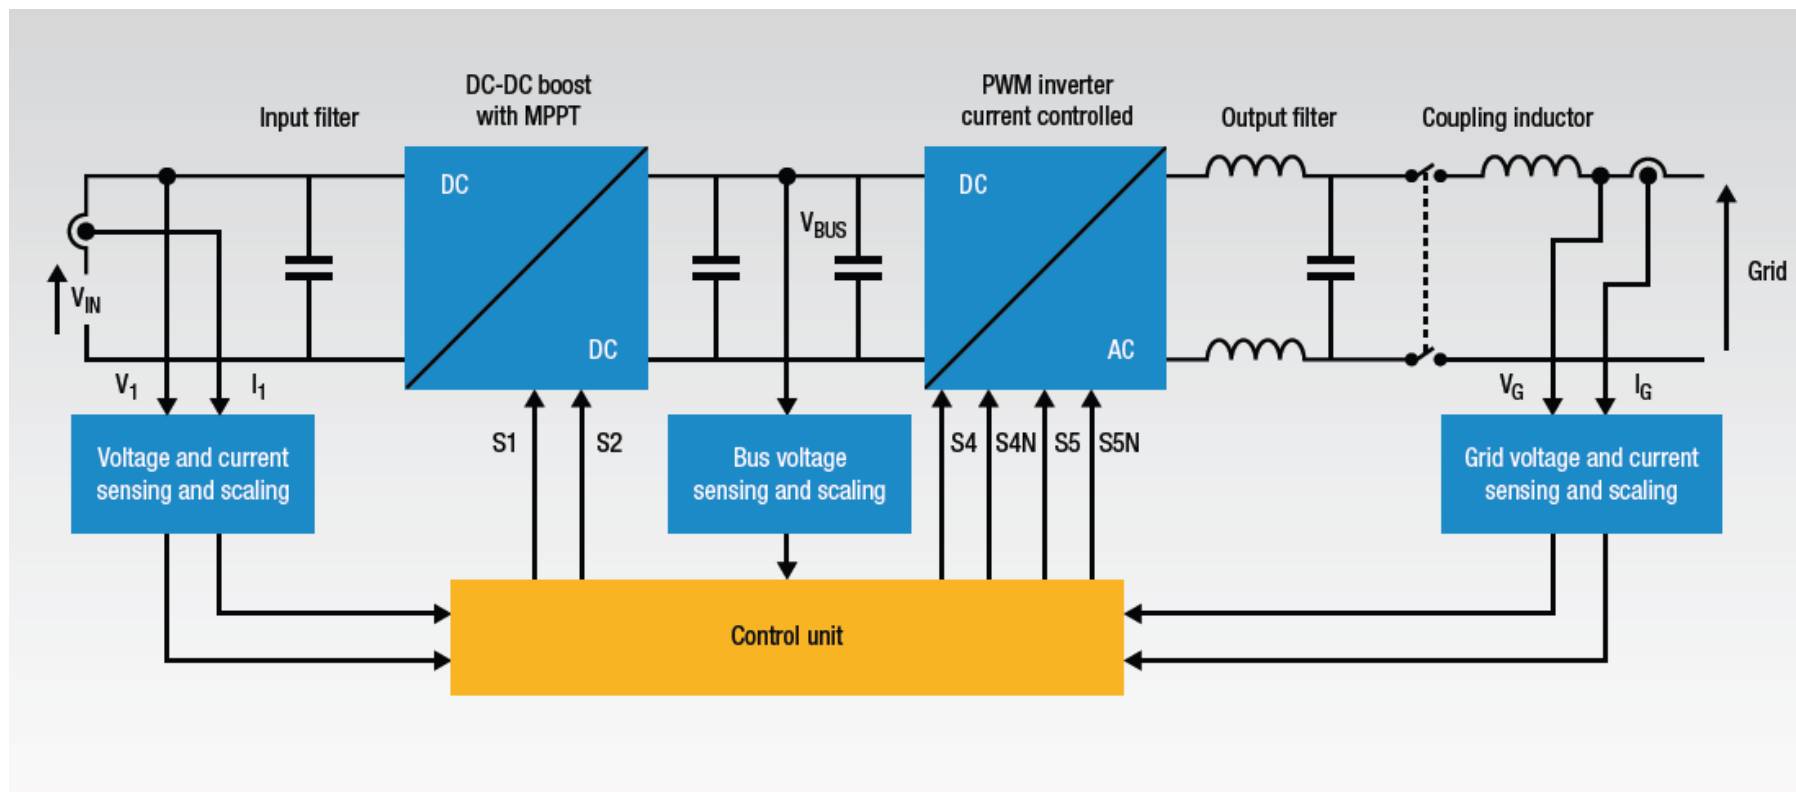 DC-DC boost
with MPPT
PWM inverter
current controlled
Input filter
Output filter
Coupling inductor
DC
DC
DC
AC
VBUS
VIN
Grid
V1
I1
VG
IG
S1
S2
S4
S4N
S5
S5N
Voltage and current
sensing and scaling
Bus voltage
sensing and scaling
Grid voltage and current
sensing and scaling
Control unit